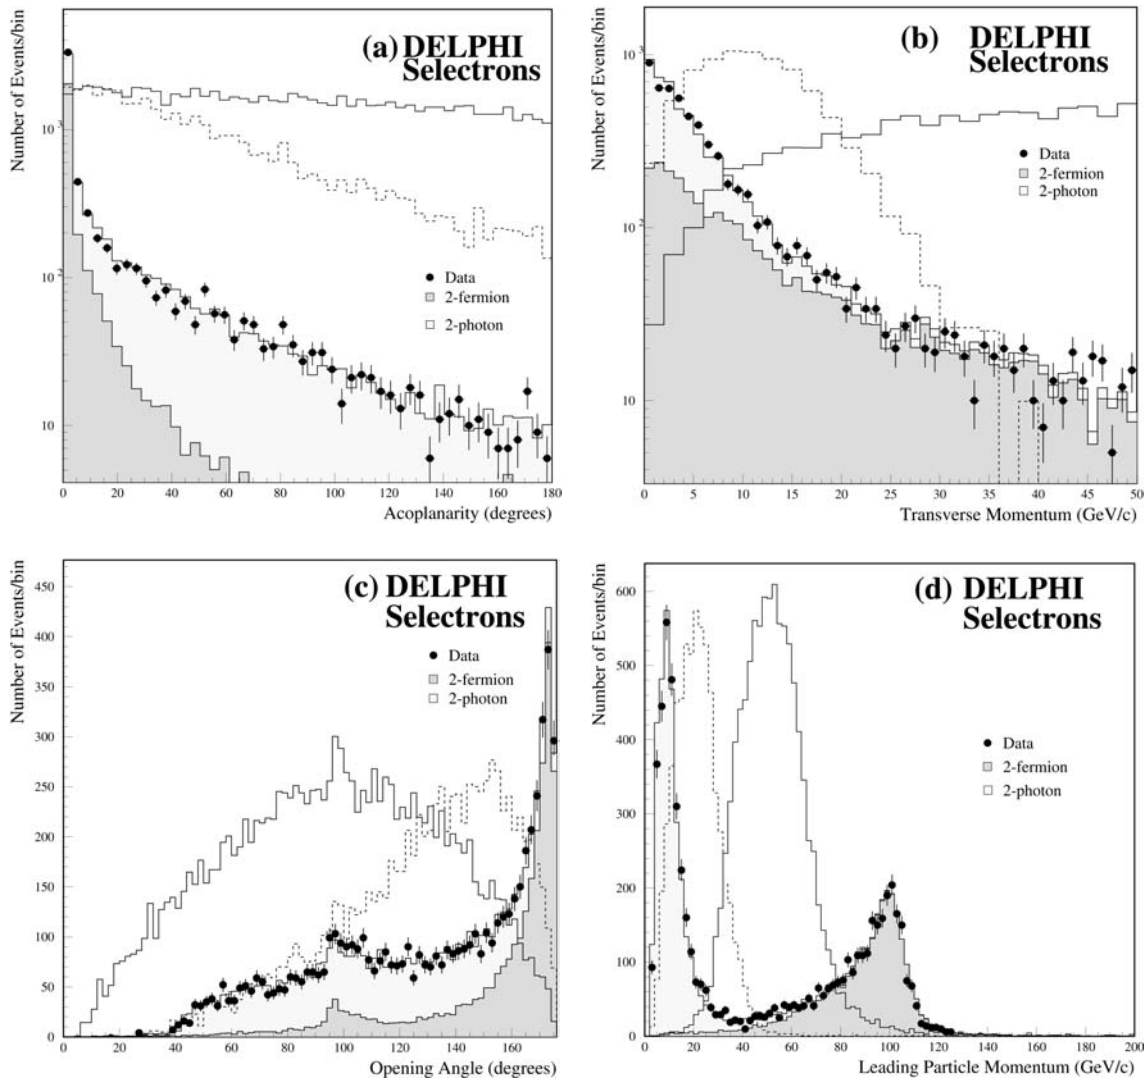 Number of Events/bin
(a) DELPHI
Selectrons
10³
10²
10
Data
2-fermion
2-photon
0 20 40 60 80 100 120 140 160 180
Acoplanarity (degrees)
Number of Events/bin
(b) DELPHI
Selectrons
10³
10²
10
Data
2-fermion
2-photon
0 5 10 15 20 25 30 35 40 45 50
Transverse Momentum (GeV/c)
Number of Events/bin
(c) DELPHI
Selectrons
450
400
350
300
250
200
150
100
50
0
Data
2-fermion
2-photon
0 20 40 60 80 100 120 140 160
Opening Angle (degrees)
Number of Events/bin
(d) DELPHI
Selectrons
600
500
400
300
200
100
0
Data
2-fermion
2-photon
0 20 40 60 80 100 120 140 160 180 200
Leading Particle Momentum (GeV/c)